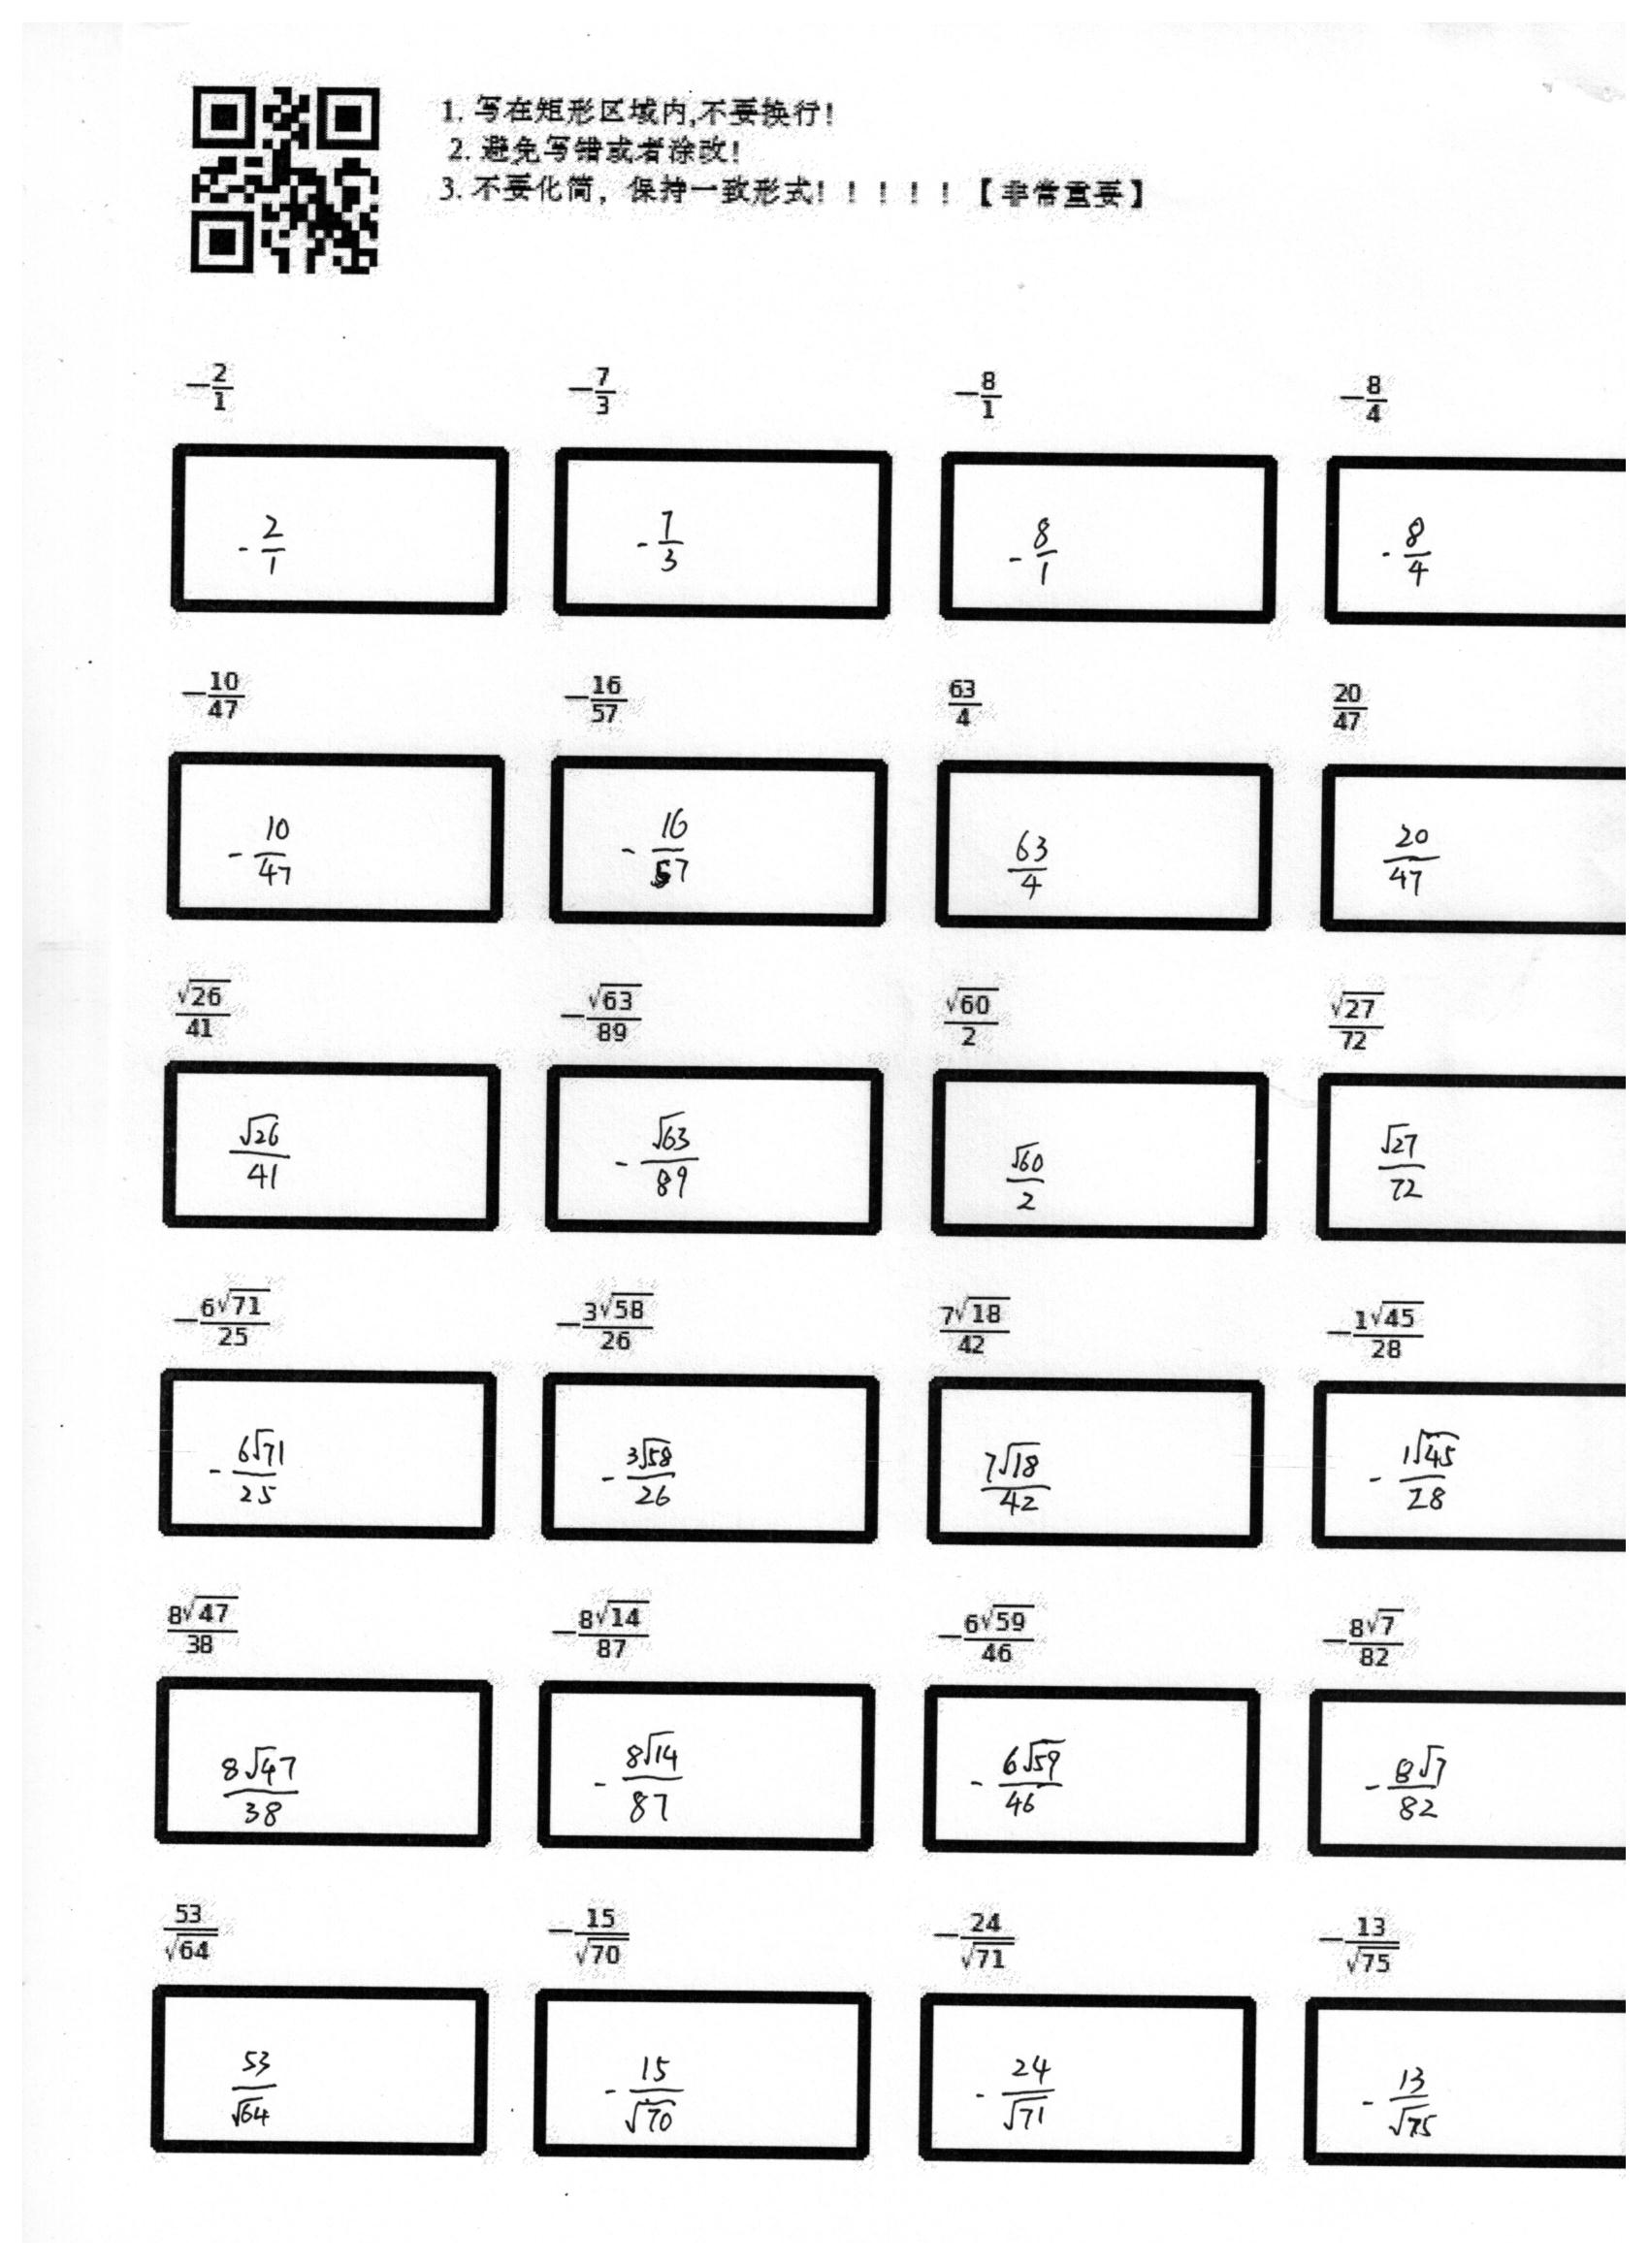 1. 写在矩形区域内,不要换行!
2. 避免写错或者涂改!
3. 不要化简，保持一致形式!！！！！【非常重要】
$-\frac{2}{1}$ $-\frac{7}{3}$ $-\frac{8}{1}$ $-\frac{8}{4}$
$-\frac{2}{1}$ $-\frac{7}{3}$ $-\frac{8}{1}$ $-\frac{8}{4}$
$-\frac{10}{47}$ $-\frac{16}{57}$ $\frac{63}{4}$ $\frac{20}{47}$
$-\frac{10}{47}$ $-\frac{16}{57}$ $\frac{63}{4}$ $\frac{20}{47}$
$\frac{\sqrt{26}}{41}$ $-\frac{\sqrt{63}}{89}$ $\frac{\sqrt{60}}{2}$ $\frac{\sqrt{27}}{72}$
$\frac{\sqrt{26}}{41}$ $-\frac{\sqrt{63}}{89}$ $\frac{\sqrt{60}}{2}$ $\frac{\sqrt{27}}{72}$
$-\frac{6\sqrt{71}}{25}$ $-\frac{3\sqrt{58}}{26}$ $\frac{7\sqrt{18}}{42}$ $-\frac{1\sqrt{45}}{28}$
$-\frac{6\sqrt{71}}{25}$ $-\frac{3\sqrt{58}}{26}$ $\frac{7\sqrt{18}}{42}$ $-\frac{1\sqrt{45}}{28}$
$\frac{8\sqrt{47}}{38}$ $-\frac{8\sqrt{14}}{87}$ $-\frac{6\sqrt{59}}{46}$ $-\frac{8\sqrt{7}}{82}$
$\frac{8\sqrt{47}}{38}$ $-\frac{8\sqrt{14}}{87}$ $-\frac{6\sqrt{59}}{46}$ $-\frac{8\sqrt{7}}{82}$
$\frac{53}{\sqrt{64}}$ $-\frac{15}{\sqrt{70}}$ $-\frac{24}{\sqrt{71}}$ $-\frac{13}{\sqrt{75}}$
$\frac{53}{\sqrt{64}}$ $-\frac{15}{\sqrt{70}}$ $-\frac{24}{\sqrt{71}}$ $-\frac{13}{\sqrt{75}}$